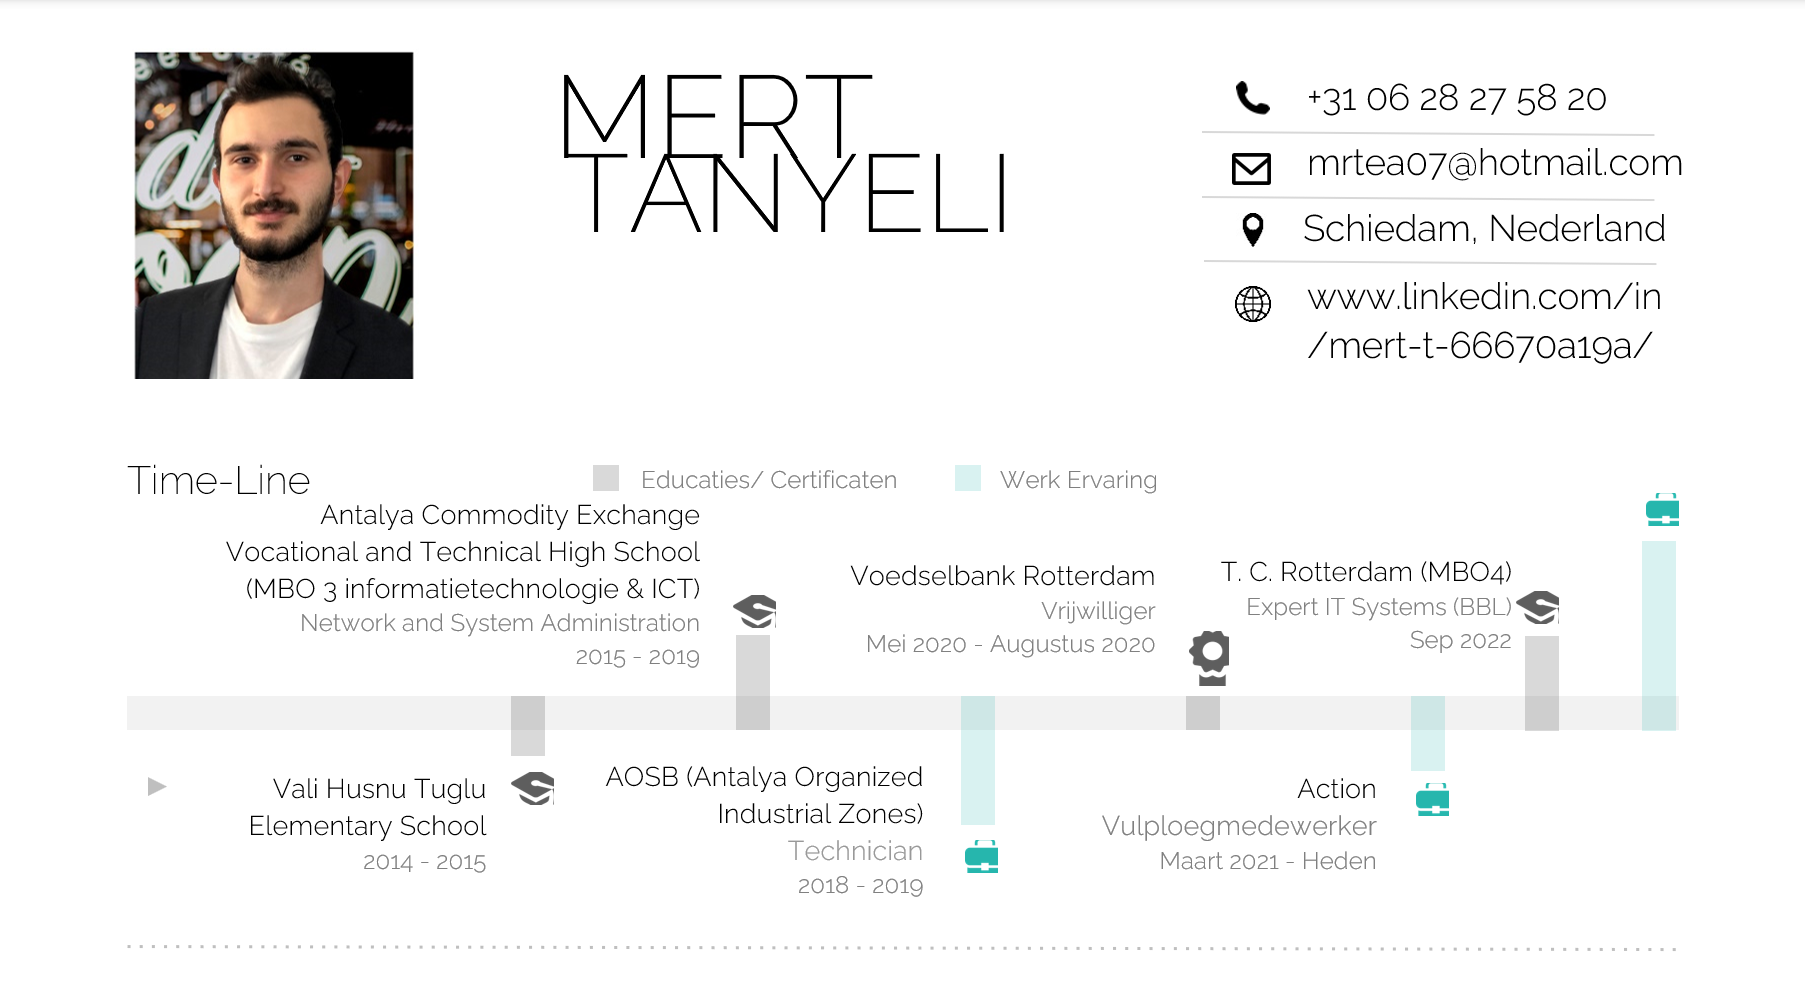 MERT
TANYELI
+31 06 28 27 58 20
mrtea07@hotmail.com
Schiedam, Nederland
www.linkedin.com/in
/mert-t-66670a19a/
Time-Line
Educaties/ Certificaten
Werk Ervaring
Antalya Commodity Exchange
Vocational and Technical High School
(MBO 3 informatietechnologie & ICT)
Network and System Administration
2015 - 2019
Voedselbank Rotterdam
Vrijwilliger
Mei 2020 - Augustus 2020
T. C. Rotterdam (MBO4)
Expert IT Systems (BBL)
Sep 2022
Vali Husnu Tuglu
Elementary School
2014 - 2015
AOSB (Antalya Organized
Industrial Zones)
Technician
2018 - 2019
Action
Vulploegmedewerker
Maart 2021 - Heden